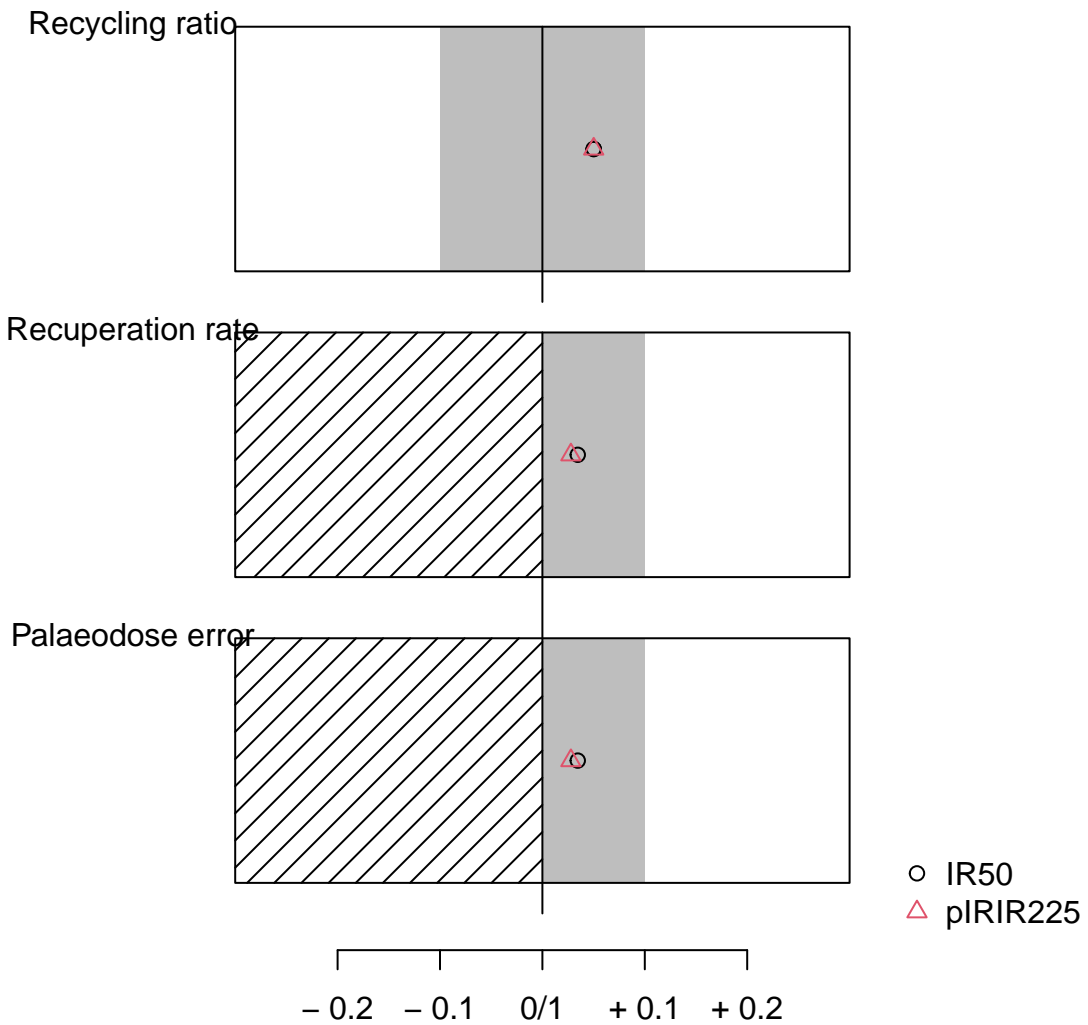 Recycling ratio
Recuperation rate
Palaeodose error
IR50
pIRIR225
− 0.2 − 0.1 0/1 + 0.1 + 0.2